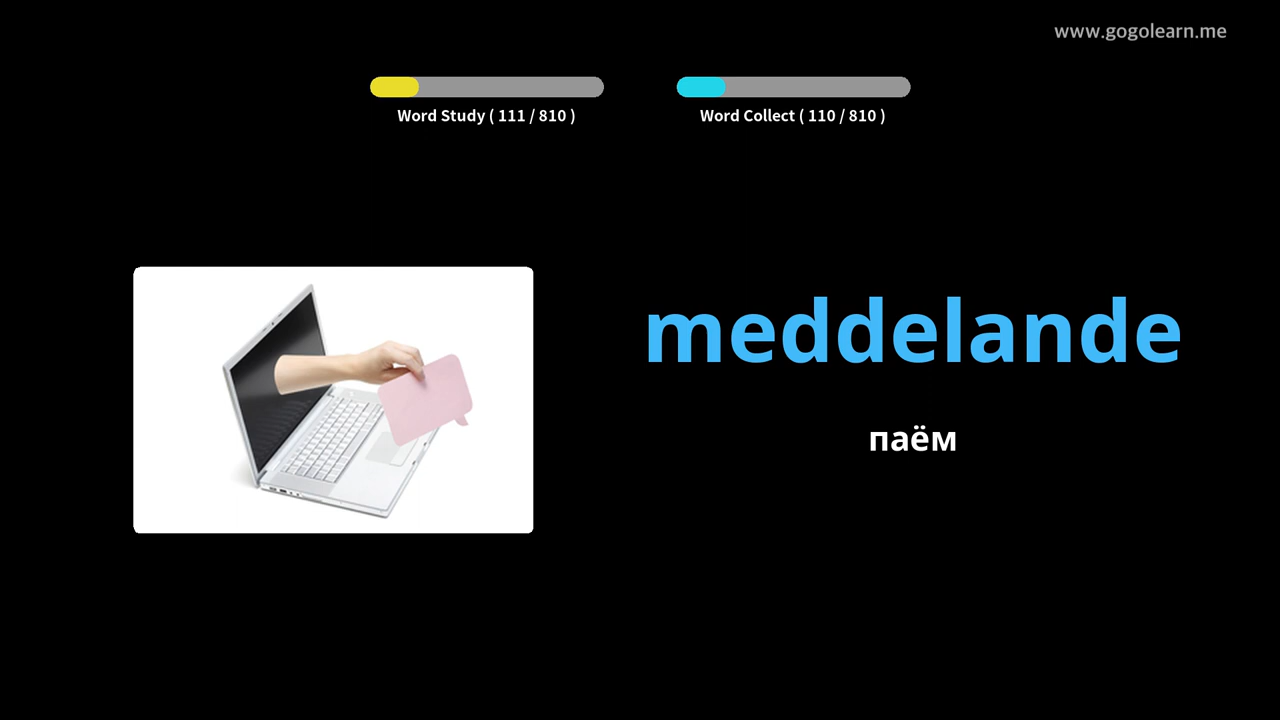 www.gogolearn.me
Word Study ( 111 / 810 )
Word Collect ( 110 / 810 )
meddelande
паём